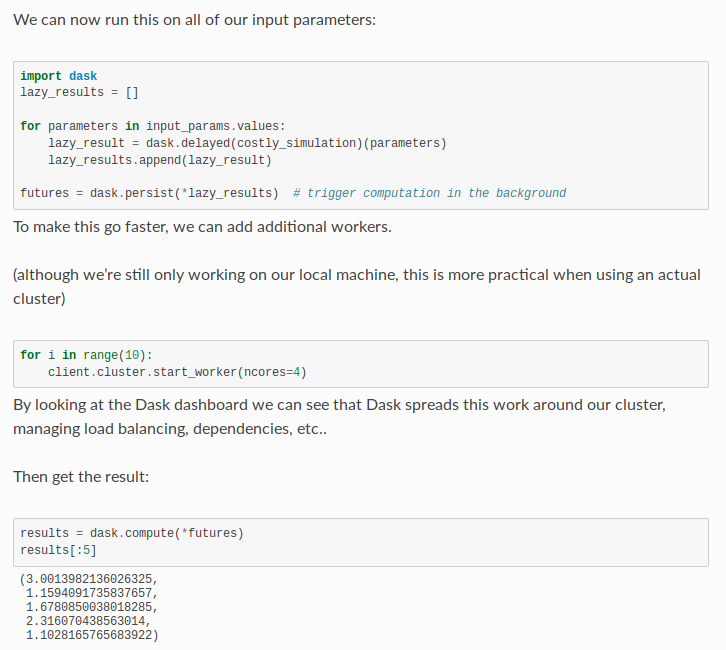 We can now run this on all of our input parameters:
import dask
lazy_results = []
for parameters in input_params.values:
    lazy_result = dask.delayed(costly_simulation)(parameters)
    lazy_results.append(lazy_result)
futures = dask.persist(*lazy_results)  # trigger computation in the background
To make this go faster, we can add additional workers.
(although we're still only working on our local machine, this is more practical when using an actual
cluster)
for i in range(10):
    client.cluster.start_worker(ncores=4)
By looking at the Dask dashboard we can see that Dask spreads this work around our cluster,
managing load balancing, dependencies, etc..
Then get the result:
results = dask.compute(*futures)
results[:5]
(3.0013982136026325,
 1.1594091735837657,
 1.6780850038018285,
 2.316070438563014,
 1.1028165765683922)